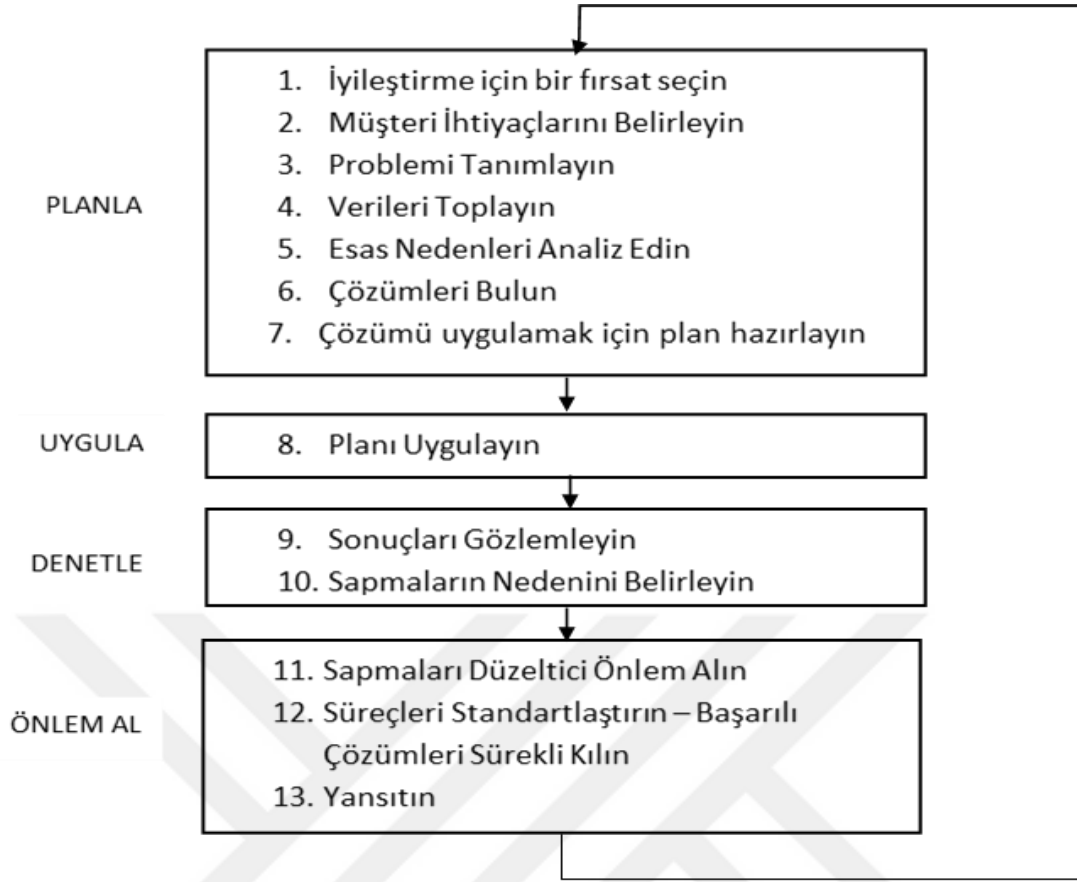 1. İyileştirme için bir fırsat seçin
2. Müşteri İhtiyaçlarını Belirleyin
3. Problemi Tanımlayın
PLANLA
4. Verileri Toplayın
5. Esas Nedenleri Analiz Edin
6. Çözümleri Bulun
7. Çözümü uygulamak için plan hazırlayın
UYGULA
8. Planı Uygulayın
DENETLE
9. Sonuçları Gözlemleyin
10. Sapmaların Nedenini Belirleyin
ÖNLEM AL
11. Sapmaları Düzeltici Önlem Alın
12. Süreçleri Standartlaştırın – Başarılı
Çözümleri Sürekli Kılın
13. Yansıtın